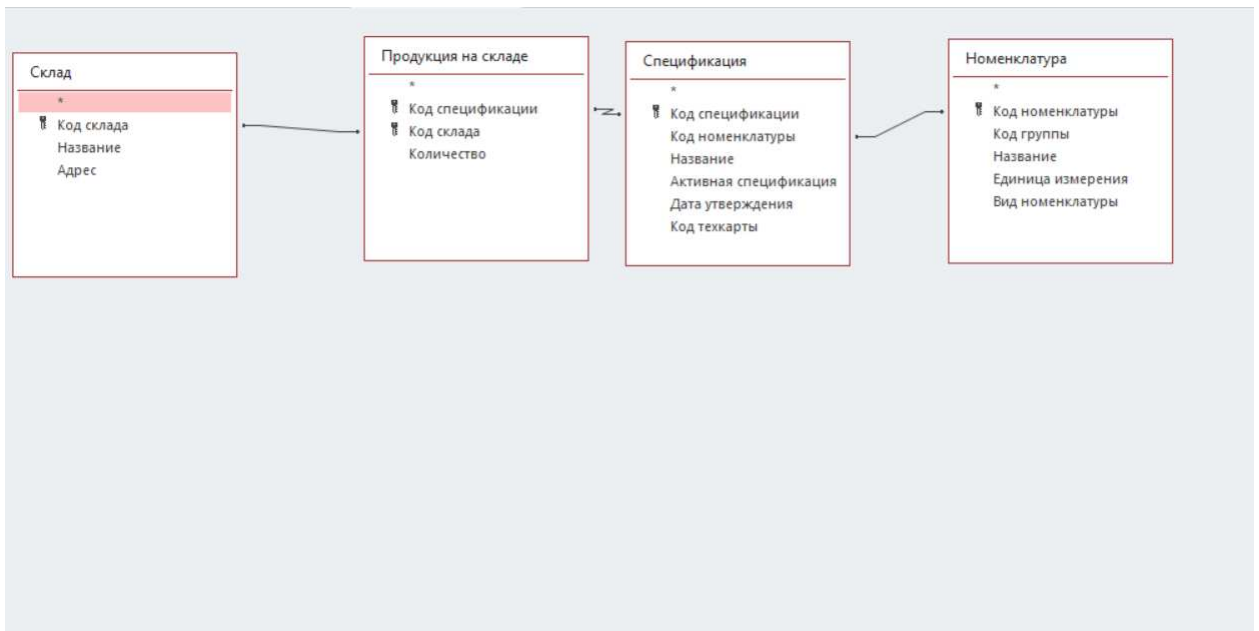 Склад
*
Код склада
Название
Адрес
Продукция на складе
*
Код спецификации
Код склада
Количество
Спецификация
*
Код спецификации
Код номенклатуры
Название
Активная спецификация
Дата утверждения
Код техкарты
Номенклатура
*
Код номенклатуры
Код группы
Название
Единица измерения
Вид номенклатуры